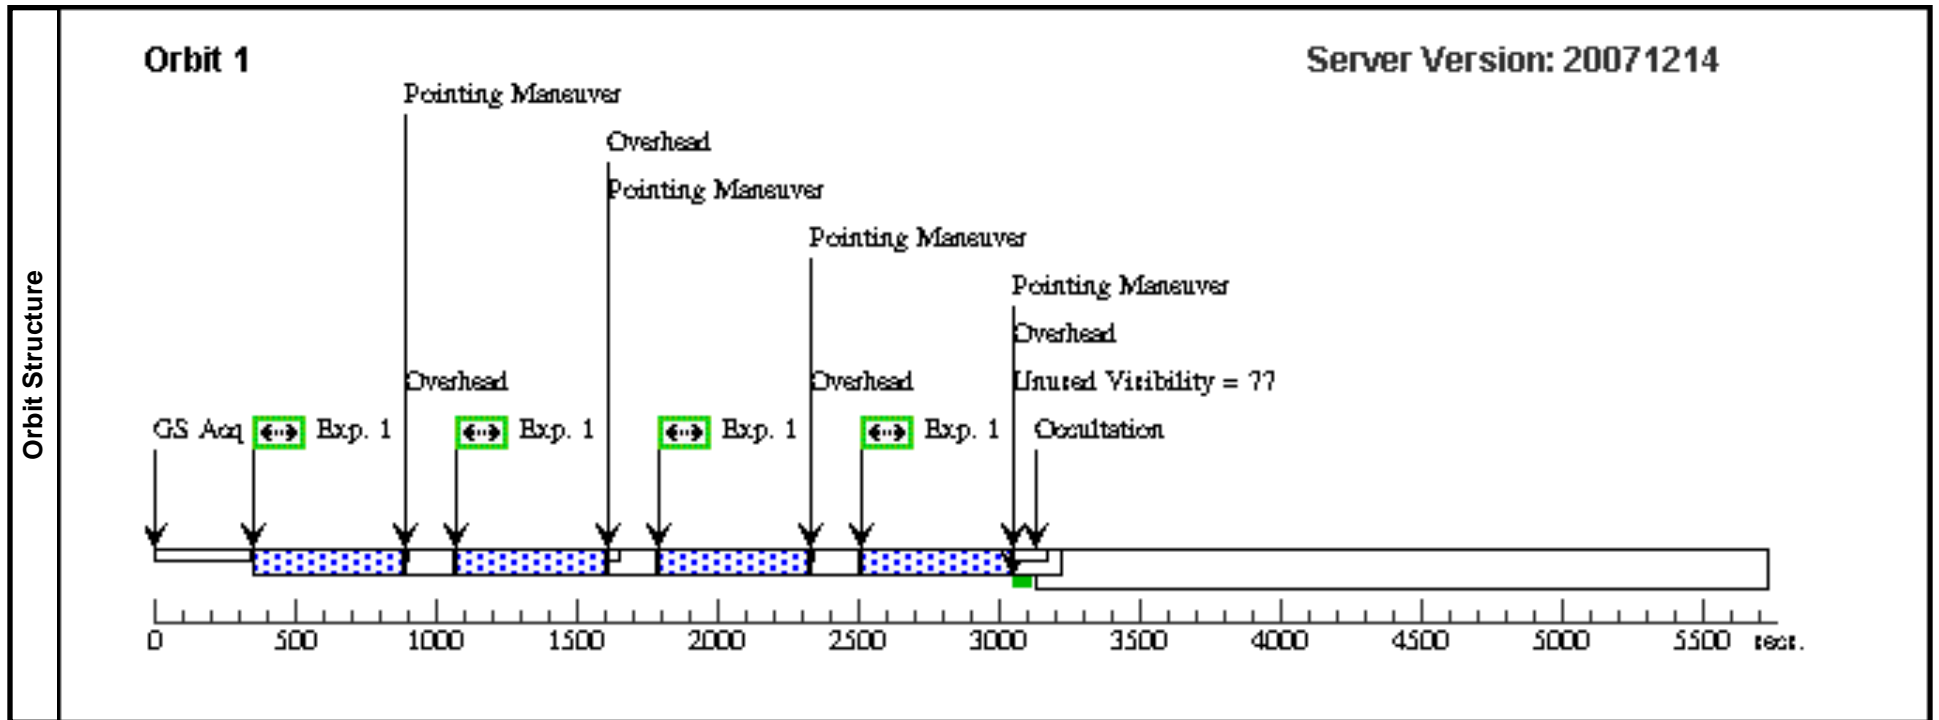 Orbit Structure
Orbit 1 Server Version: 20071214
Pointing Maneuver
Overhead
Pointing Maneuver
Pointing Maneuver
Pointing Maneuver
Overhead
Overhead Overhead Unused Visibility = 77
GS Acq Exp. 1 Exp. 1 Exp. 1 Exp. 1 Occultation
0 500 1000 1500 2000 2500 3000 3500 4000 4500 5000 5500 secs.